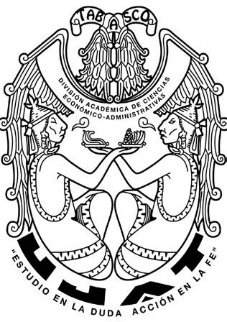 TABASCO
DIVISIÓN ACADÉMICA DE CIENCIAS
ECONÓMICO-ADMINISTRATIVAS
UJAT
"ESTUDIO EN LA DUDA ACCIÓN EN LA FE"